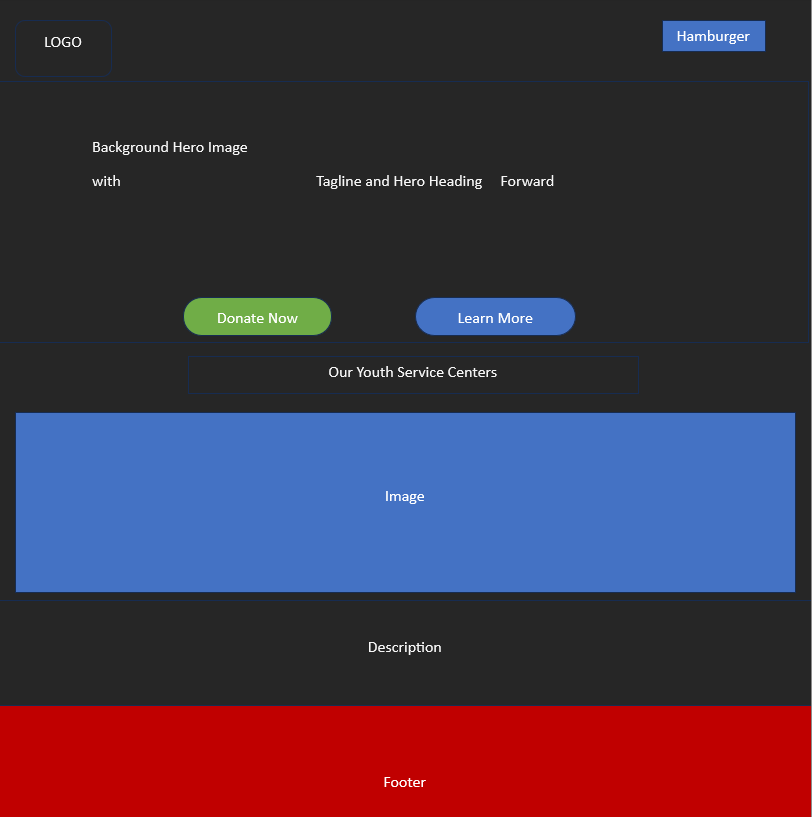 LOGO
Hamburger
Background Hero Image
with Tagline and Hero Heading Forward
Donate Now
Learn More
Our Youth Service Centers
Image
Description
Footer